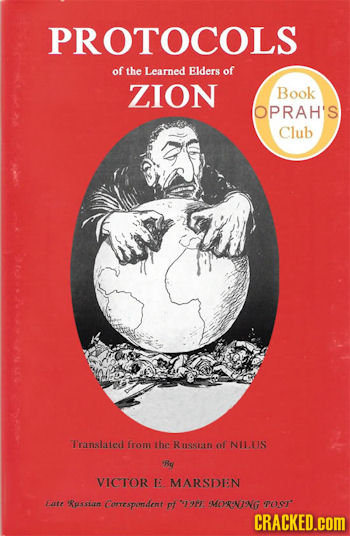 PROTOCOLS
of the Learned Elders of
ZION
Book
OPRAH'S
Club
Translated from the Russian of NILUS
By
VICTOR E. MARSDEN
Late Russian Correspondent pf "THE MORNING POST"
CRACKED.com